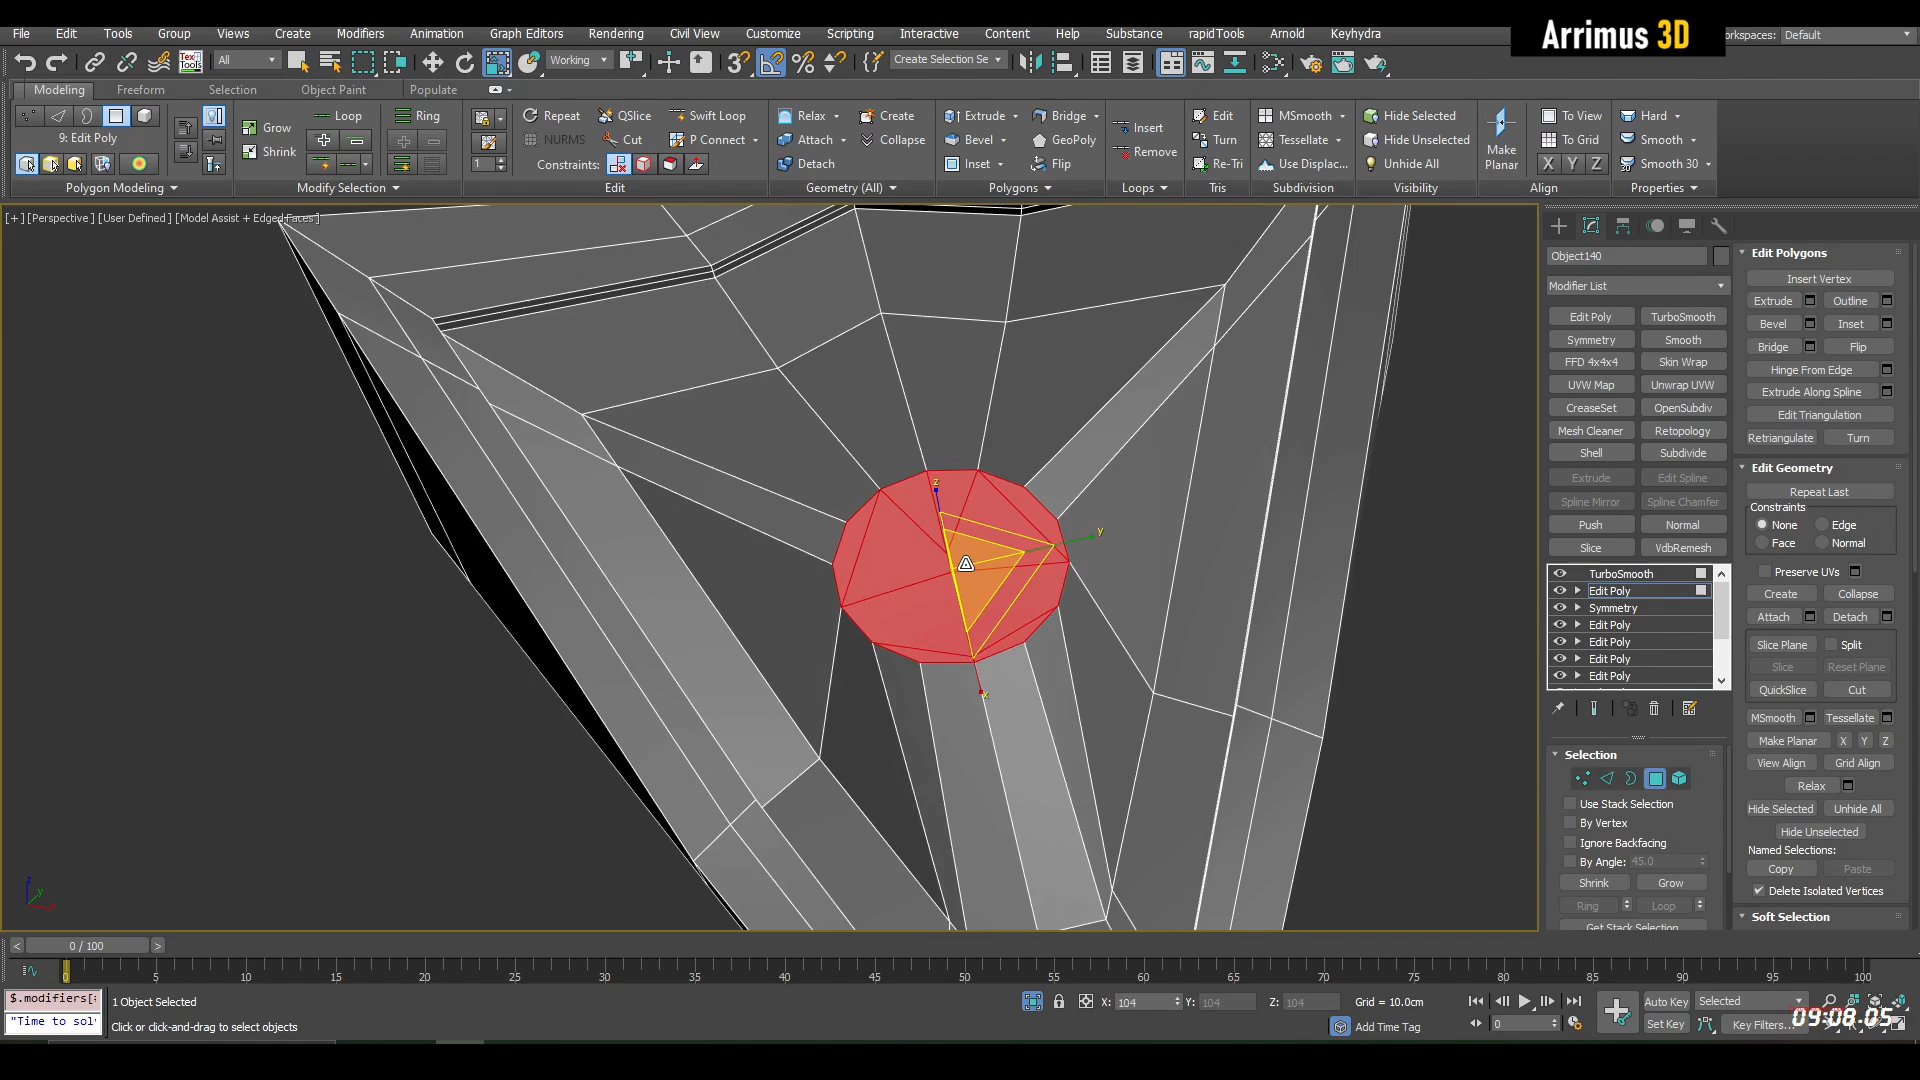 File Edit Tools Group Views Create Modifiers Animation Graph Editors Rendering Civil View Customize Scripting Interactive Content Help Substance rapidTools Arnold Keyhydra
Arrimus 3D
orkspaces: Default
Text Tools All Working Create Selection Se
Modeling Freeform Selection Object Paint Populate
Loop Ring Repeat QSlice Swift Loop Relax Create Extrude Bridge Insert Edit MSmooth Hide Selected To View Hard
9: Edit Poly Grow NURMS Cut P Connect Attach Collapse Bevel GeoPoly Turn Tessellate Hide Unselected Make Planar To Grid Smooth
Shrink 1 Constraints: Detach Inset Flip Remove Re-Tri Use Displac... Unhide All X Y Z Smooth 30
Polygon Modeling Modify Selection Edit Geometry (All) Polygons Loops Tris Subdivision Visibility Align Properties
[+] [Perspective] [User Defined] [Model Assist + Edged Faces]
z
y
x
Object140
Modifier List
Edit Poly TurboSmooth
Symmetry Smooth
FFD 4x4x4 Skin Wrap
UVW Map Unwrap UVW
CreaseSet OpenSubdiv
Mesh Cleaner Retopology
Shell Subdivide
Extrude Edit Spline
Spline Mirror Spline Chamfer
Push Normal
Slice VdbRemesh
TurboSmooth
Edit Poly
Symmetry
Edit Poly
Edit Poly
Edit Poly
Edit Poly
Selection
Use Stack Selection
By Vertex
Ignore Backfacing
By Angle: 45.0
Shrink Grow
Ring Loop
Get Stack Selection
Edit Polygons
Insert Vertex
Extrude Outline
Bevel Inset
Bridge Flip
Hinge From Edge
Extrude Along Spline
Edit Triangulation
Retriangulate Turn
Edit Geometry
Repeat Last
Constraints
None Edge
Face Normal
Preserve UVs
Create Collapse
Attach Detach
Slice Plane Split
Slice Reset Plane
QuickSlice Cut
MSmooth Tessellate
Make Planar X Y Z
View Align Grid Align
Relax
Hide Selected Unhide All
Hide Unselected
Named Selections:
Copy Paste
Delete Isolated Vertices
Soft Selection
z
y
x
< 0 / 100 >
0 5 10 15 20 25 30 35 40 45 50 55 60 65 70 75 80 85 90 95 100
$.modifiers[
"Time to sol
1 Object Selected
Click or click-and-drag to select objects
X: 104 Y: 104 Z: 104 Grid = 10.0cm
Add Time Tag
0
Auto Key Selected
Set Key Key Filters...
09:08.05